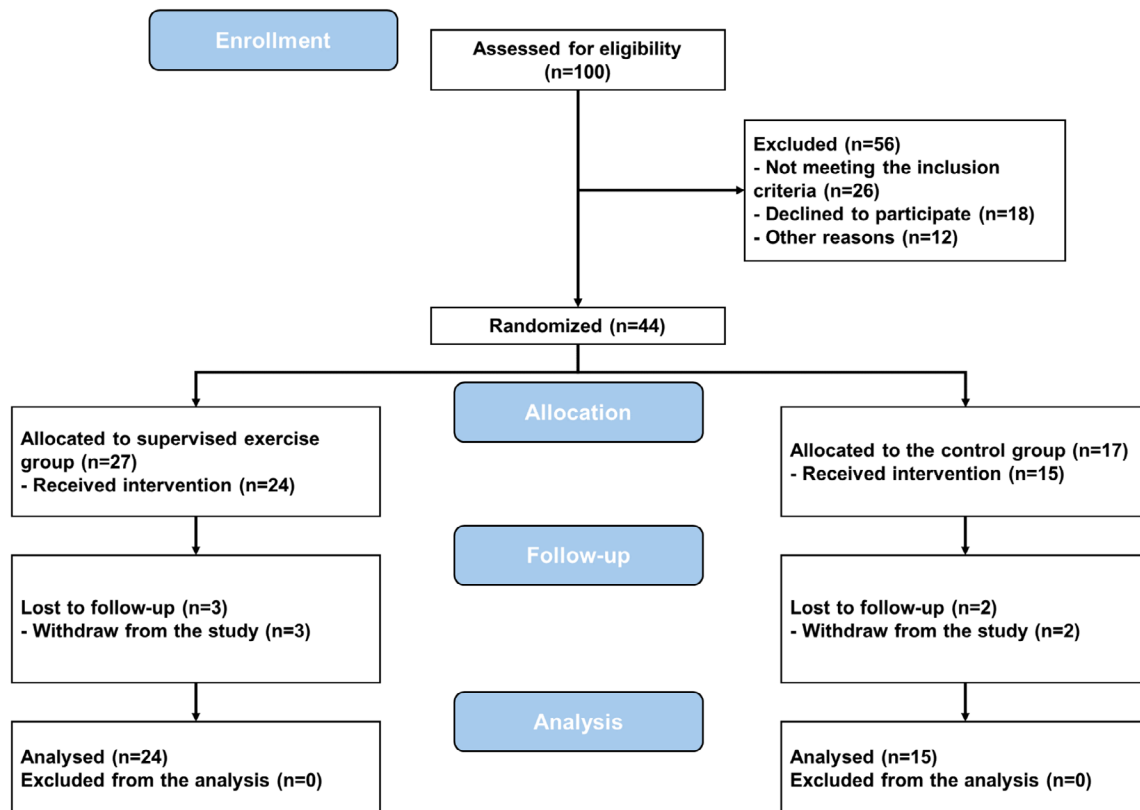 Enrollment
Assessed for eligibility
(n=100)
Excluded (n=56)
- Not meeting the inclusion
criteria (n=26)
- Declined to participate (n=18)
- Other reasons (n=12)
Randomized (n=44)
Allocation
Allocated to supervised exercise
group (n=27)
- Received intervention (n=24)
Allocated to the control group (n=17)
- Received intervention (n=15)
Follow-up
Lost to follow-up (n=3)
- Withdraw from the study (n=3)
Lost to follow-up (n=2)
- Withdraw from the study (n=2)
Analysis
Analysed (n=24)
Excluded from the analysis (n=0)
Analysed (n=15)
Excluded from the analysis (n=0)